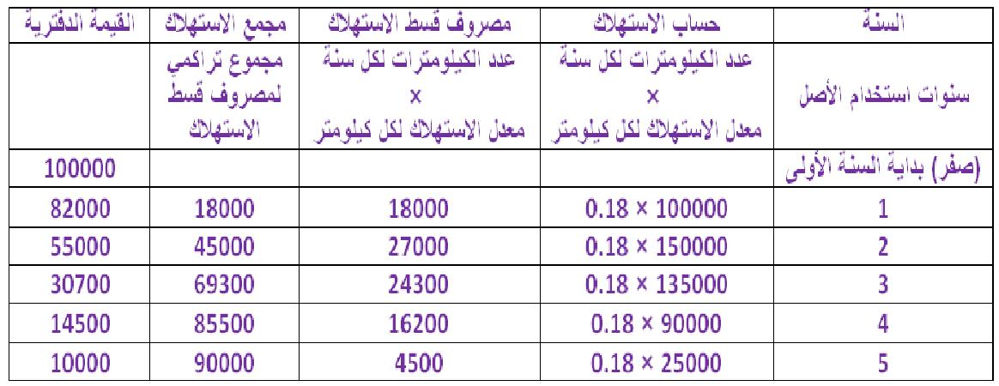 السنة	حساب الاستهلاك	مصروف قسط الاستهلاك	مجمع الاستهلاك	القيمة الدفترية
سنوات استخدام الأصل	عدد الكيلومترات لكل سنة × معدل الاستهلاك لكل كيلومتر	عدد الكيلومترات لكل سنة × معدل الاستهلاك لكل كيلومتر	مجموع تراكمي لمصروف قسط الاستهلاك
(صفر) بداية السنة الأولى	100000
1	0.18 × 100000	18000	18000	82000
2	0.18 × 150000	27000	45000	55000
3	0.18 × 135000	24300	69300	30700
4	0.18 × 90000	16200	85500	14500
5	0.18 × 25000	4500	90000	10000